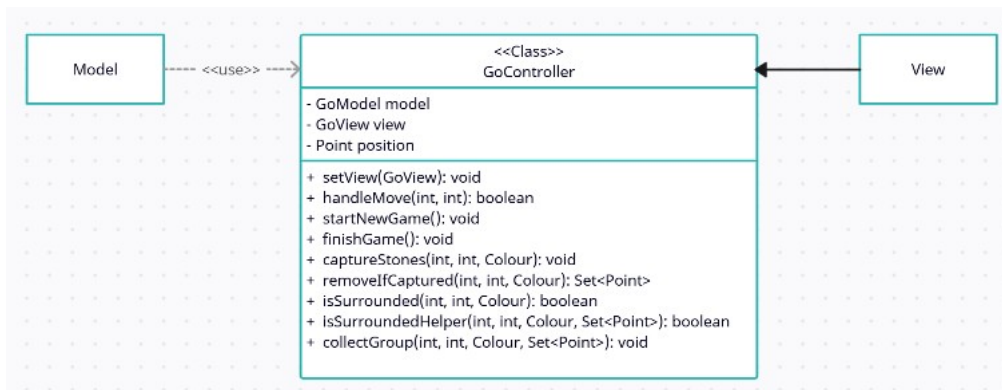 Model
<<use>>
<<Class>>
GoController
View
- GoModel model
- GoView view
- Point position
+ setView(GoView): void
+ handleMove(int, int): boolean
+ startNewGame(): void
+ finishGame(): void
+ captureStones(int, int, Colour): void
+ removeIfCaptured(int, int, Colour): Set<Point>
+ isSurrounded(int, int, Colour): boolean
+ isSurroundedHelper(int, int, Colour, Set<Point>): boolean
+ collectGroup(int, int, Colour, Set<Point>): void